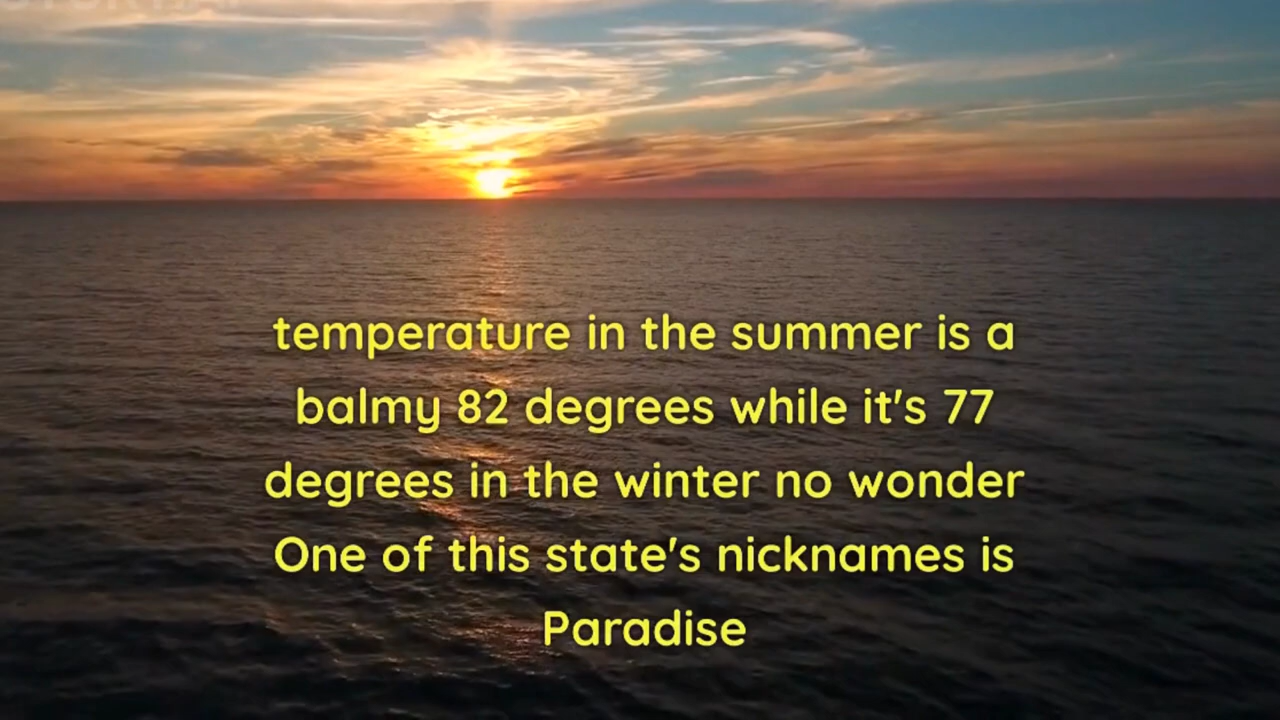 temperature in the summer is a
balmy 82 degrees while it's 77
degrees in the winter no wonder
One of this state's nicknames is
Paradise